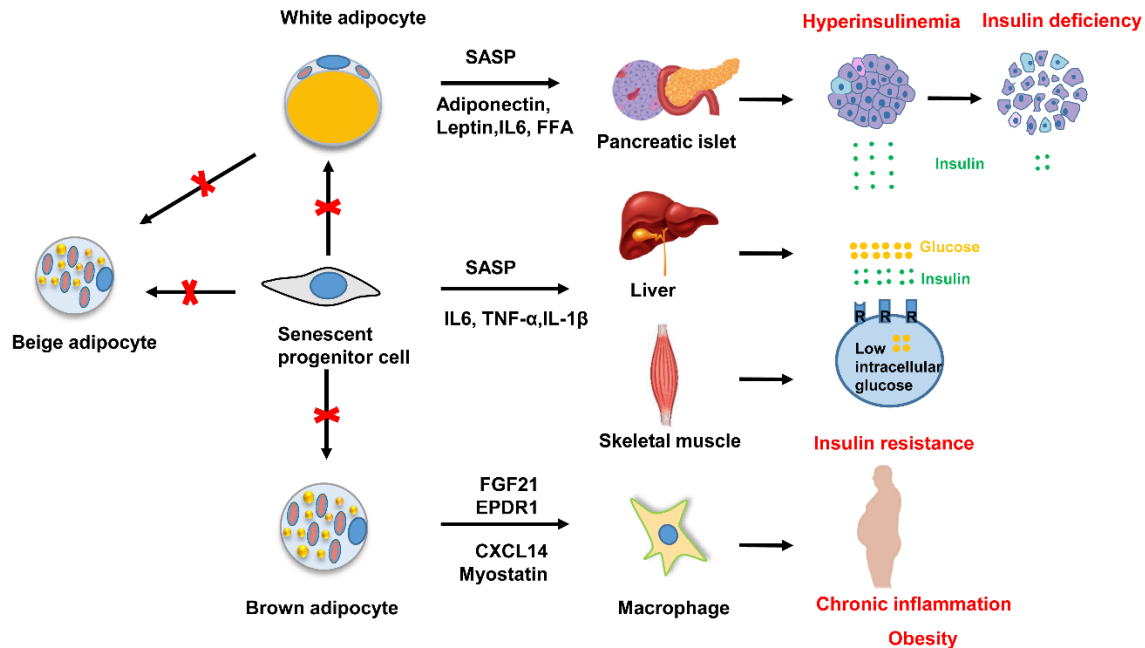 White adipocyte
Hyperinsulinemia
Insulin deficiency
SASP
Adiponectin,
Leptin,IL6, FFA
Pancreatic islet
Insulin
Beige adipocyte
Senescent
progenitor cell
SASP
IL6, TNF-α,IL-1β
Liver
Glucose
Insulin
R R R
Low
intracellular
glucose
Skeletal muscle
Insulin resistance
FGF21
EPDR1
CXCL14
Myostatin
Brown adipocyte
Macrophage
Chronic inflammation
Obesity